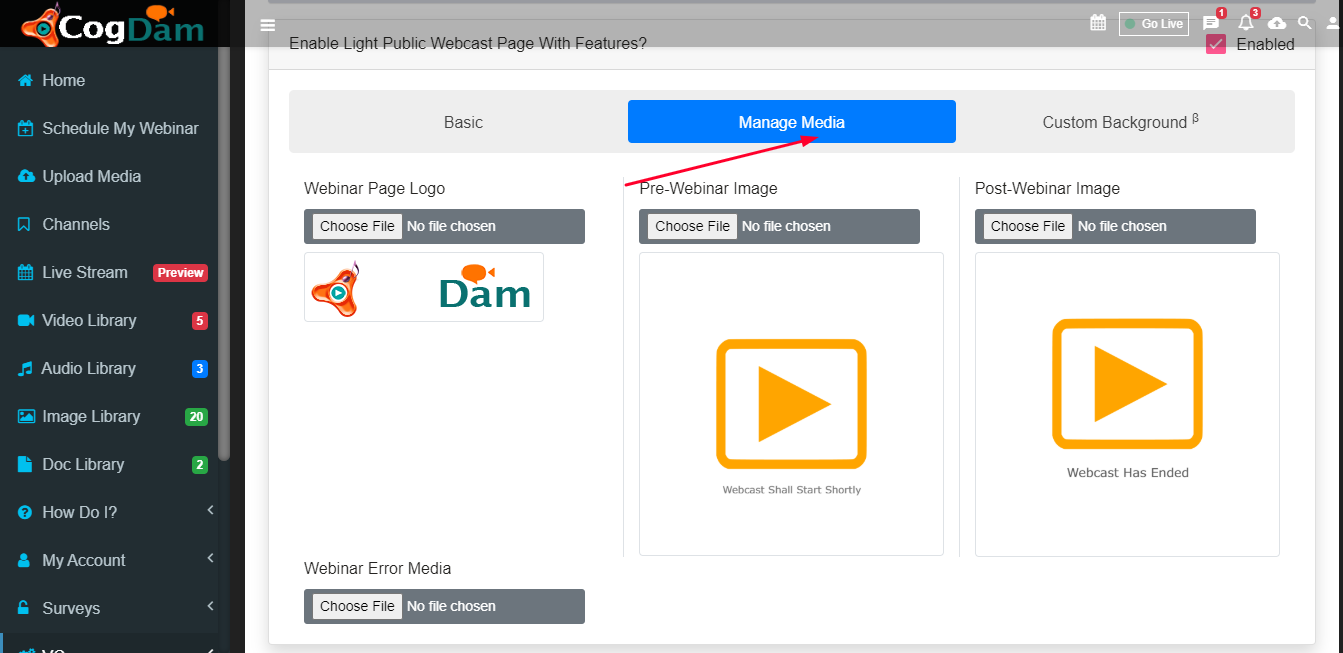 CogDam
Home
Schedule My Webinar
Upload Media
Channels
Live Stream Preview
Video Library 5
Audio Library 3
Image Library 20
Doc Library 2
How Do I?
My Account
Surveys
Go Live 1 3
Enable Light Public Webcast Page With Features? Enabled
Basic Manage Media Custom Background β
Webinar Page Logo
Choose File No file chosen
Dam
Pre-Webinar Image
Choose File No file chosen
Webcast Shall Start Shortly
Post-Webinar Image
Choose File No file chosen
Webcast Has Ended
Webinar Error Media
Choose File No file chosen